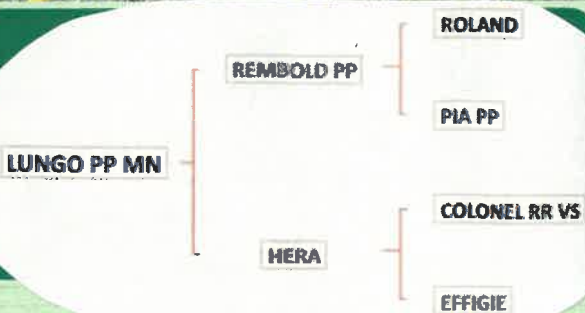 ROLAND
REMBOLD PP
PIA PP
LUNGO PP MN
COLONEL RR VS
HERA
EFFIGIE